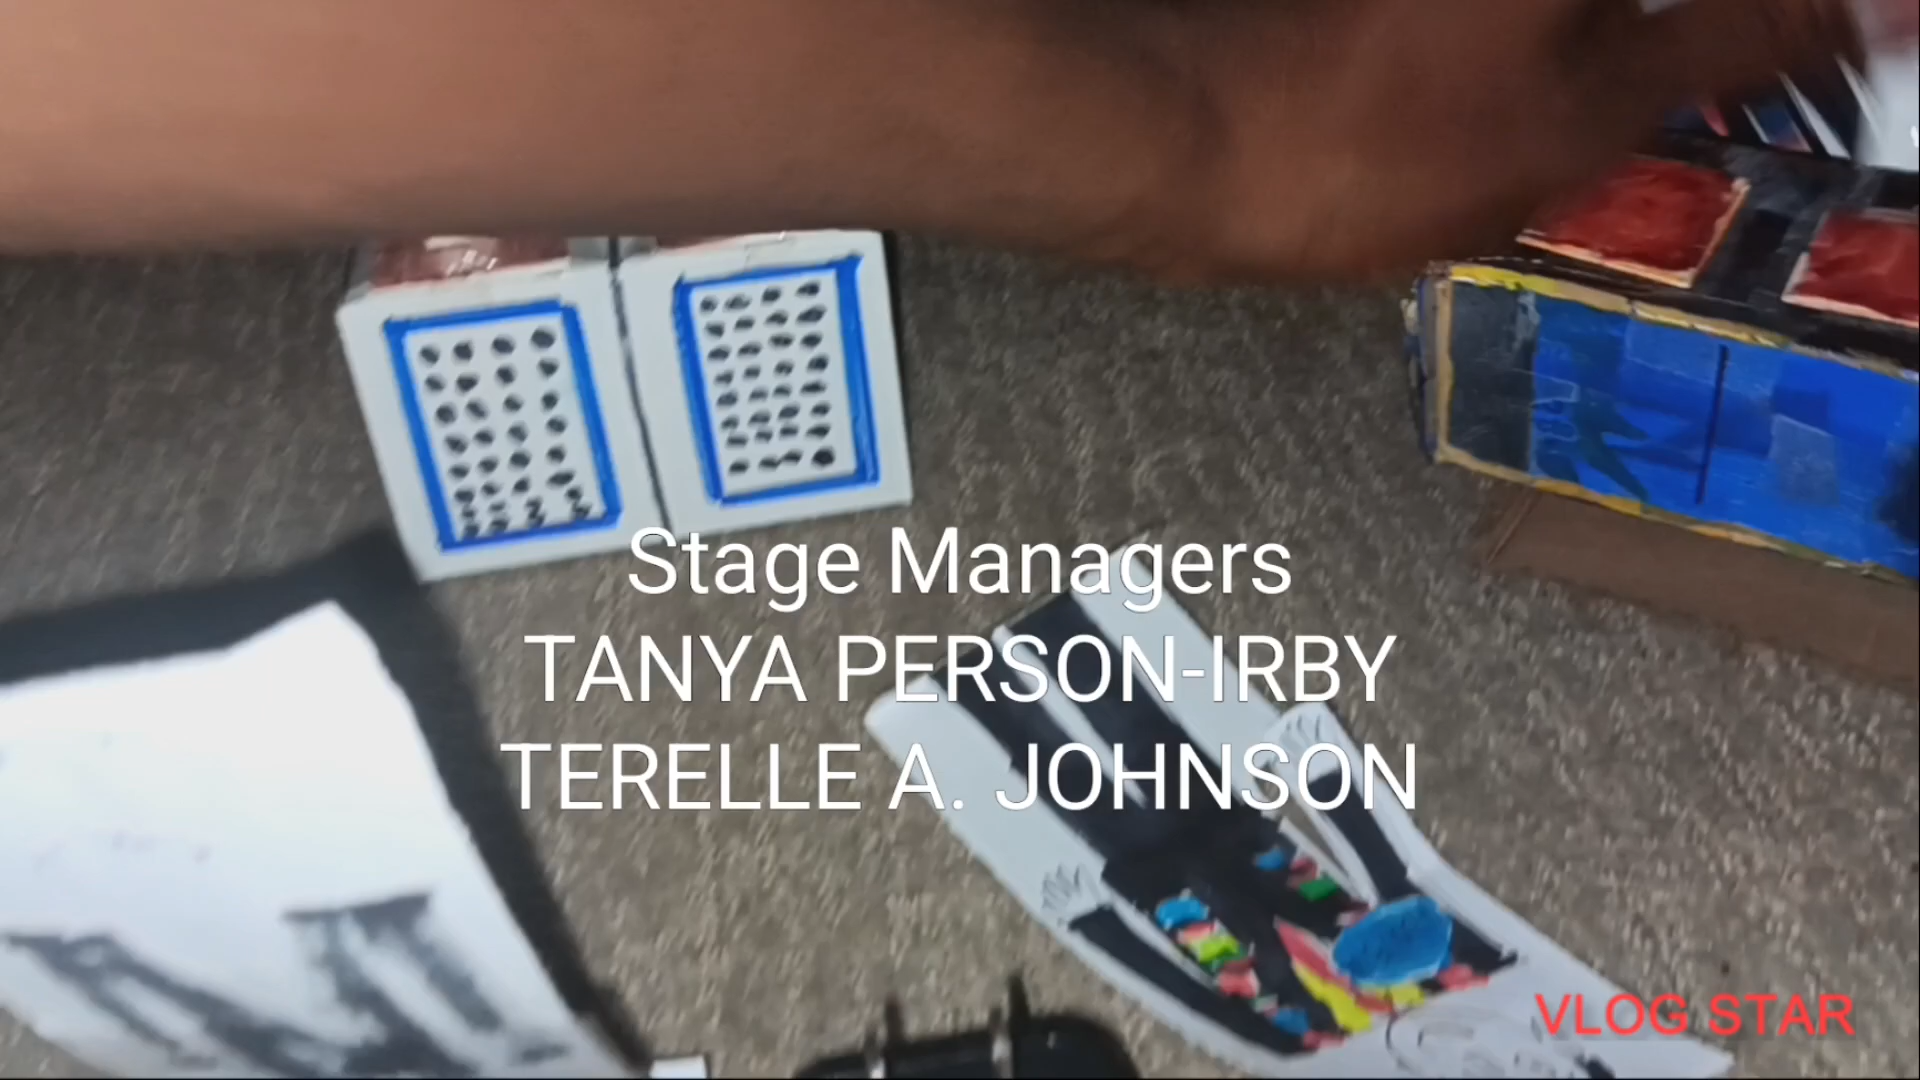 Stage Managers
TANYA PERSON-IRBY
TERELLE A. JOHNSON
VLOG STAR